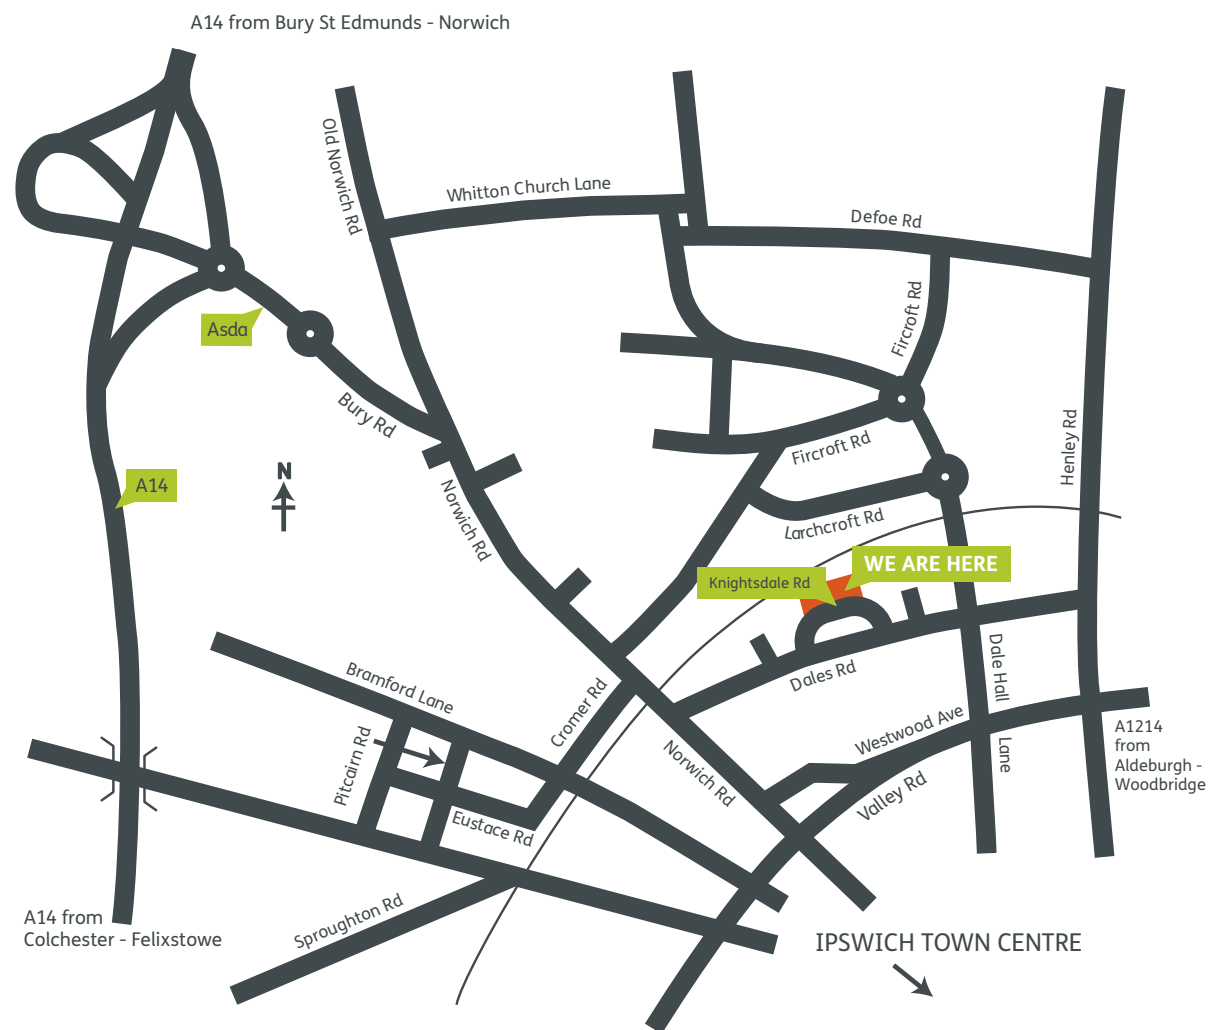 A14 from Bury St Edmunds - Norwich
Old Norwich Rd
Whitton Church Lane
Defoe Rd
Fircroft Rd
Asda
Bury Rd
Henley Rd
Fircroft Rd
N
A14
Norwich Rd
Larchcroft Rd
WE ARE HERE
Knightsdale Rd
Dale Hall
Lane
Dales Rd
Bramford Lane
Cromer Rd
Westwood Ave
A1214
from
Aldeburgh -
Woodbridge
Pitcairn Rd
Norwich Rd
Valley Rd
Eustace Rd
Sproughton Rd
A14 from
Colchester - Felixstowe
IPSWICH TOWN CENTRE